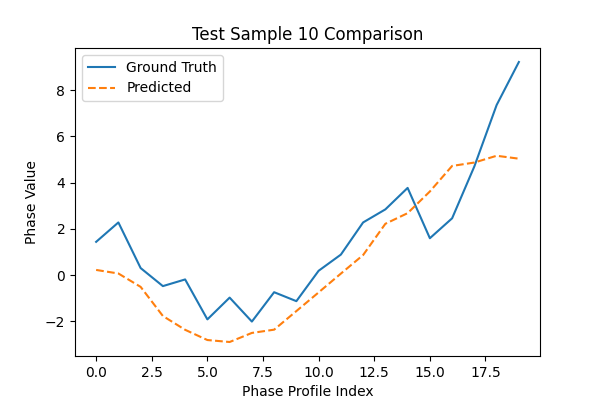 Test Sample 10 Comparison
Ground Truth
Predicted
8
6
4
2
0
−2
Phase Value
0.0 2.5 5.0 7.5 10.0 12.5 15.0 17.5
Phase Profile Index